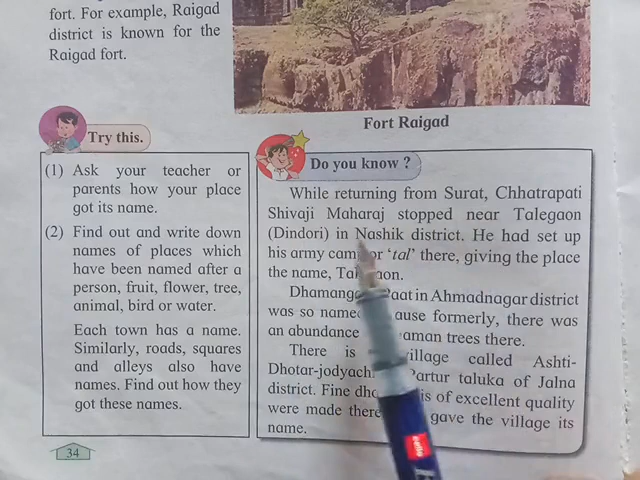 fort. For example, Raigad
district is known for the
Raigad fort.
Fort Raigad
Try this.
(1) Ask your teacher or
parents how your place
got its name.
(2) Find out and write down
names of places which
have been named after a
person, fruit, flower, tree,
animal, bird or water.
Each town has a name.
Similarly, roads, squares
and alleys also have
names. Find out how they
got these names.
Do you know ?
While returning from Surat, Chhatrapati
Shivaji Maharaj stopped near Talegaon
(Dindori) in Nashik district. He had set up
his army or ‘tal’ there, giving the place
the name,
in Ahmadnagar district
was so formerly, there was
an abundance trees there.
There is village called Ashti-
Partur taluka of Jalna
district. Fine of excellent quality
were made there gave the village its
name.
34